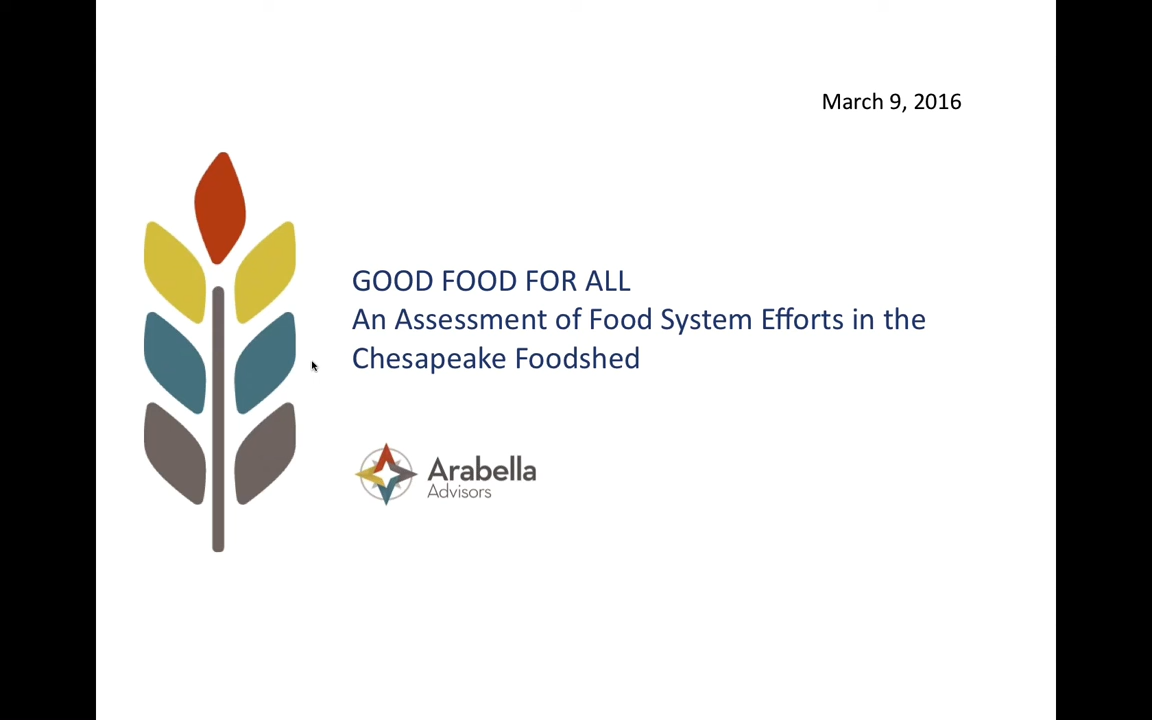 March 9, 2016
GOOD FOOD FOR ALL
An Assessment of Food System Efforts in the
Chesapeake Foodshed
Arabella
Advisors